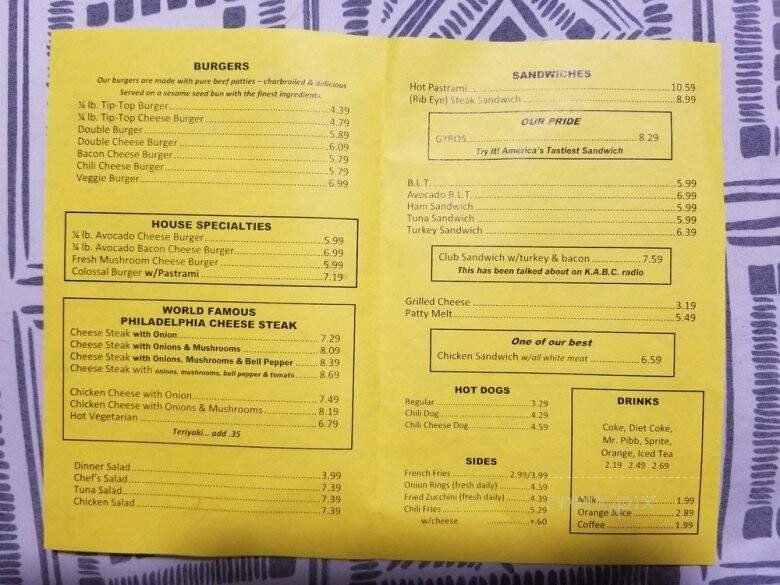 BURGERS
Our burgers are made with pure beef patties – charbroiled & delicious
Served on a sesame seed bun with the finest ingredients.
¼ lb. Tip-Top Burger 4.39
¼ lb. Tip-Top Cheese Burger 4.79
Double Burger 5.89
Double Cheese Burger 6.09
Bacon Cheese Burger 5.79
Chili Cheese Burger 5.79
Veggie Burger 6.99
HOUSE SPECIALTIES
¼ lb. Avocado Cheese Burger 5.99
¼ lb. Avocado Bacon Cheese Burger 6.99
Fresh Mushroom Cheese Burger 5.99
Colossal Burger w/Pastrami 7.19
WORLD FAMOUS
PHILADELPHIA CHEESE STEAK
Cheese Steak with Onion 7.29
Cheese Steak with Onions & Mushrooms 8.09
Cheese Steak with Onions, Mushrooms & Bell Pepper 8.39
Cheese Steak with onions, mushrooms, bell pepper & tomato 8.69
Chicken Cheese with Onion 7.49
Chicken Cheese with Onions & Mushrooms 8.19
Hot Vegetarian 6.79
Teriyaki... add .35
Dinner Salad 3.99
Chef's Salad 7.39
Tuna Salad 7.39
Chicken Salad 7.39
SANDWICHES
Hot Pastrami 10.59
(Rib Eye) Steak Sandwich 8.99
OUR PRIDE
GYROS 8.29
Try It! America's Tastiest Sandwich
B.L.T. 5.99
Avocado B.L.T. 6.99
Ham Sandwich 5.99
Tuna Sandwich 5.99
Turkey Sandwich 6.39
Club Sandwich w/turkey & bacon 7.59
This has been talked about on K.A.B.C. radio
Grilled Cheese 3.19
Patty Melt 5.49
One of our best
Chicken Sandwich w/all white meat 6.59
HOT DOGS
Regular 3.29
Chili Dog 4.29
Chili Cheese Dog 4.59
SIDES
French Fries 2.99/3.99
Onion Rings (fresh daily) 4.39
Fried Zucchini (fresh daily) 4.39
Chili Fries 5.29
w/cheese +.60
DRINKS
Coke, Diet Coke,
Mr. Pibb, Sprite,
Orange, Iced Tea
2.19 2.49 2.69
Milk 1.99
Orange Juice 2.89
Coffee 1.99